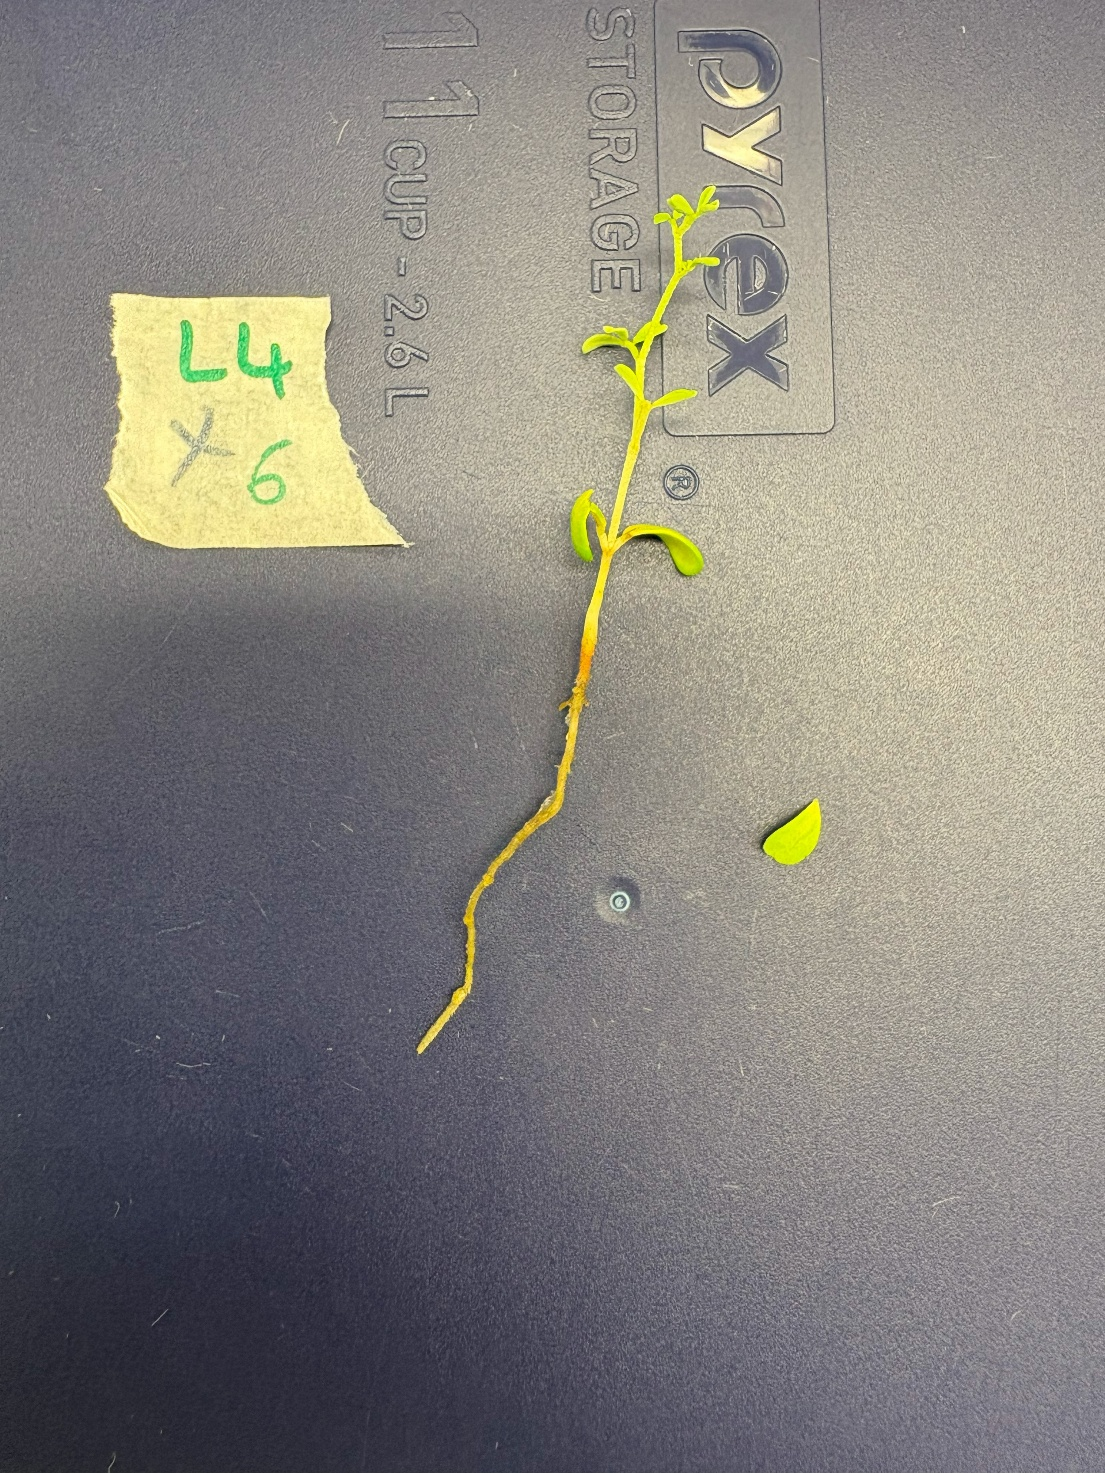 L4
X 6
pyrex
®
STORAGE
11 CUP - 2.6 L